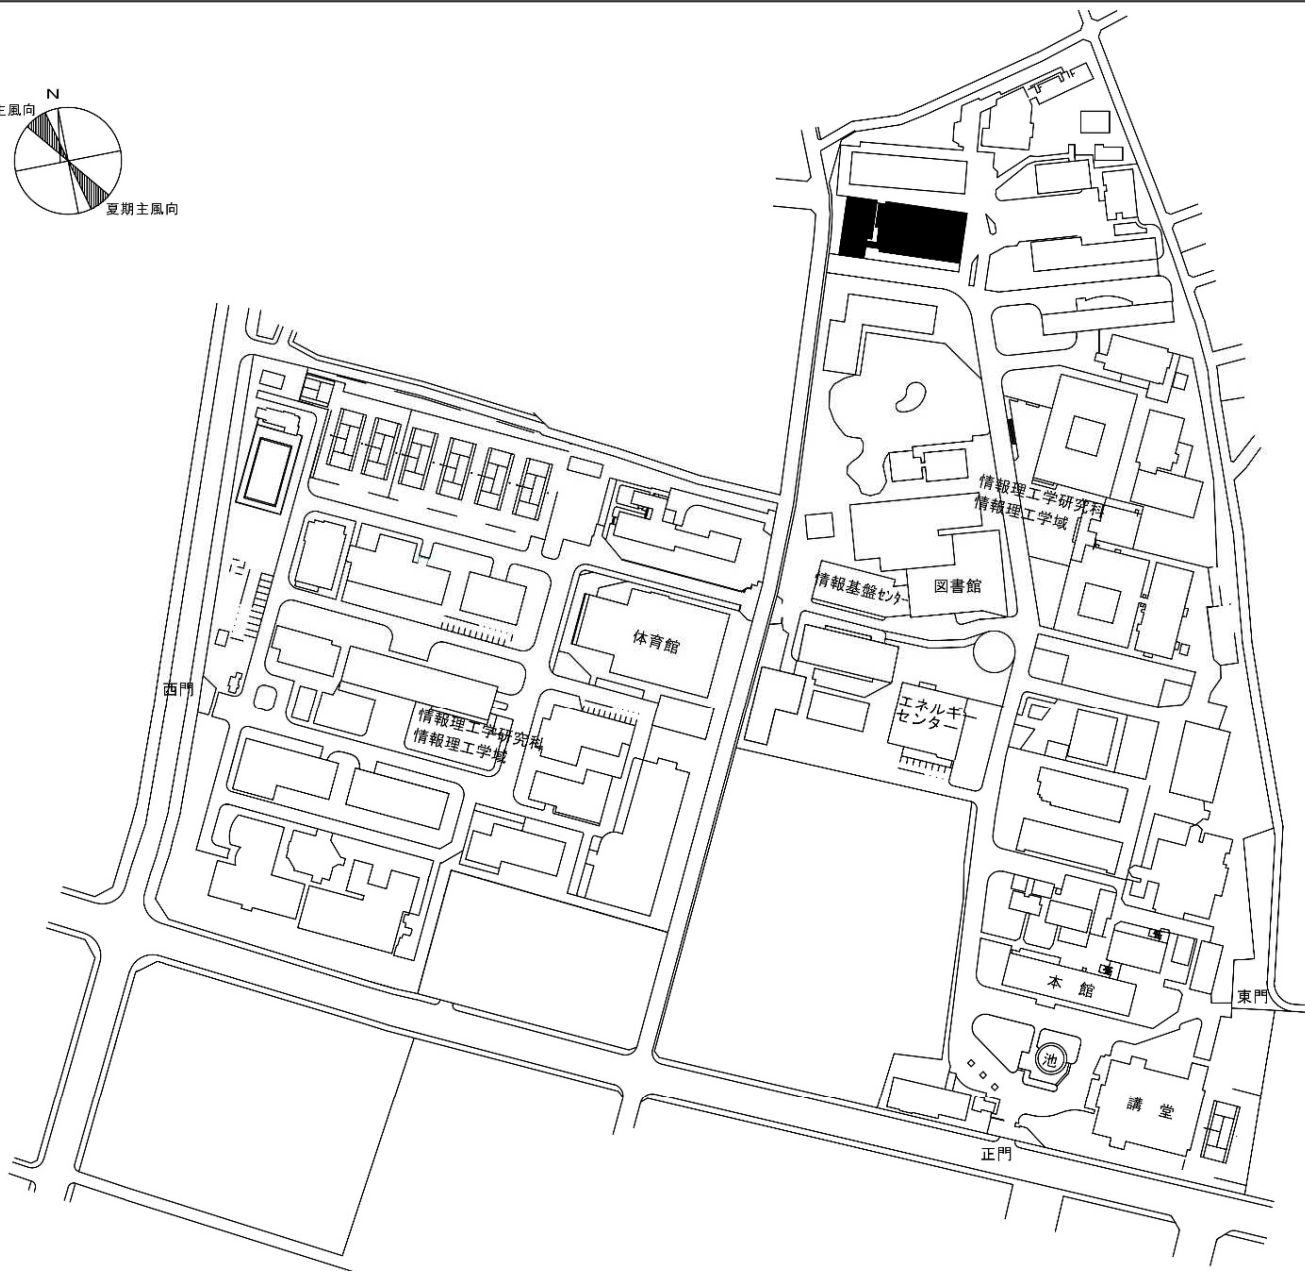 N
主風向
夏期主風向
情報理工学研究科
情報理工学域
情報基盤センター
図書館
体育館
西門
エネルギー
センター
情報理工学研究科
情報理工学域
本館
東門
池
講堂
正門